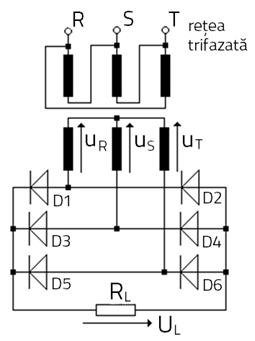 R S T rețea
trifazată
uR uS uT
D1 D2
D3 D4
D5 D6
RL
UL